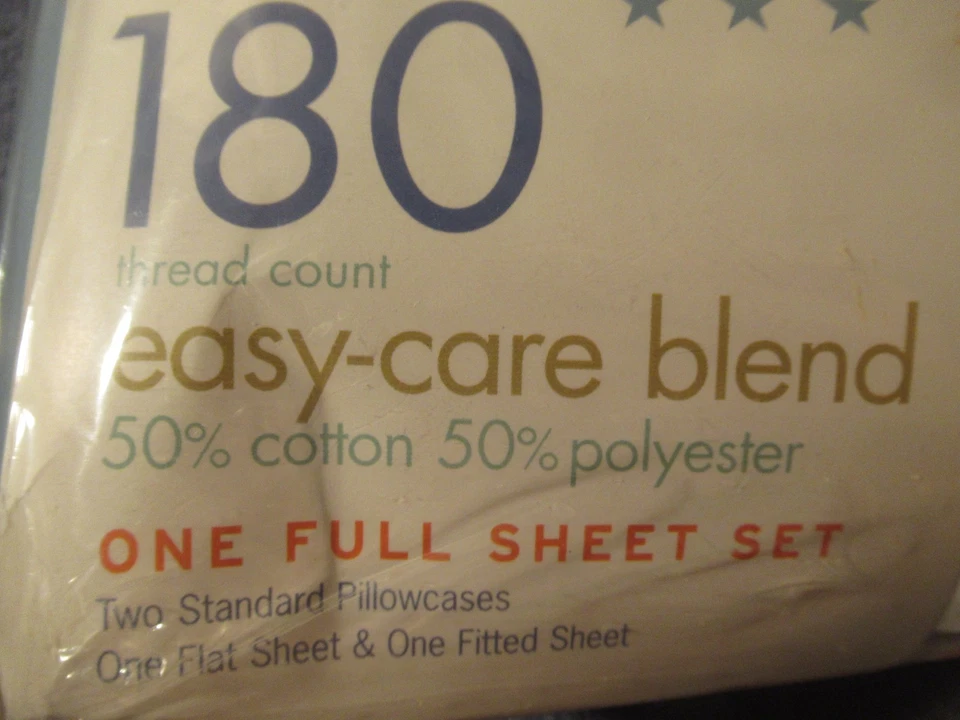 180
thread count
easy-care blend
50% cotton 50% polyester
ONE FULL SHEET SET
Two Standard Pillowcases
One Flat Sheet & One Fitted Sheet